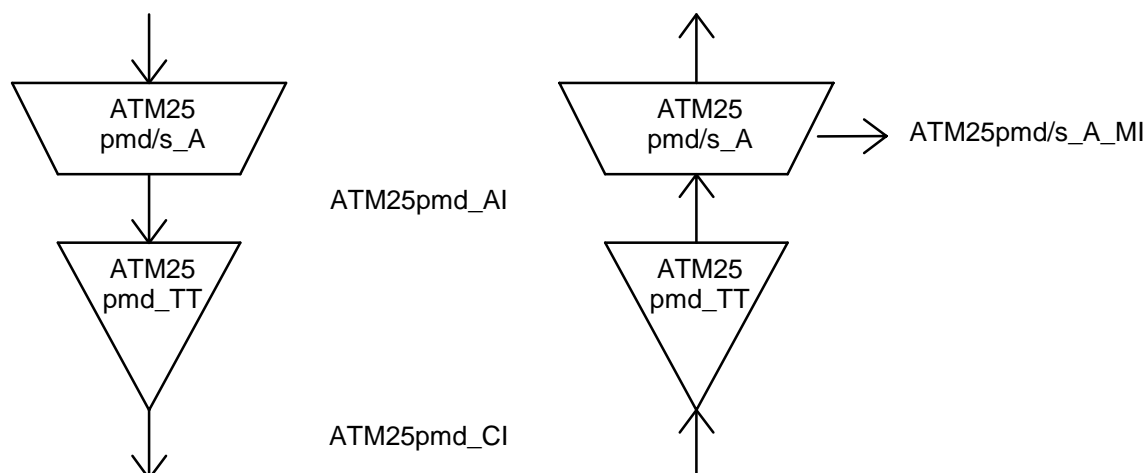 ATM25
pmd/s_A
ATM25
pmd/s_A
ATM25pmd/s_A_MI
ATM25pmd_AI
ATM25
pmd_TT
ATM25
pmd_TT
ATM25pmd_CI